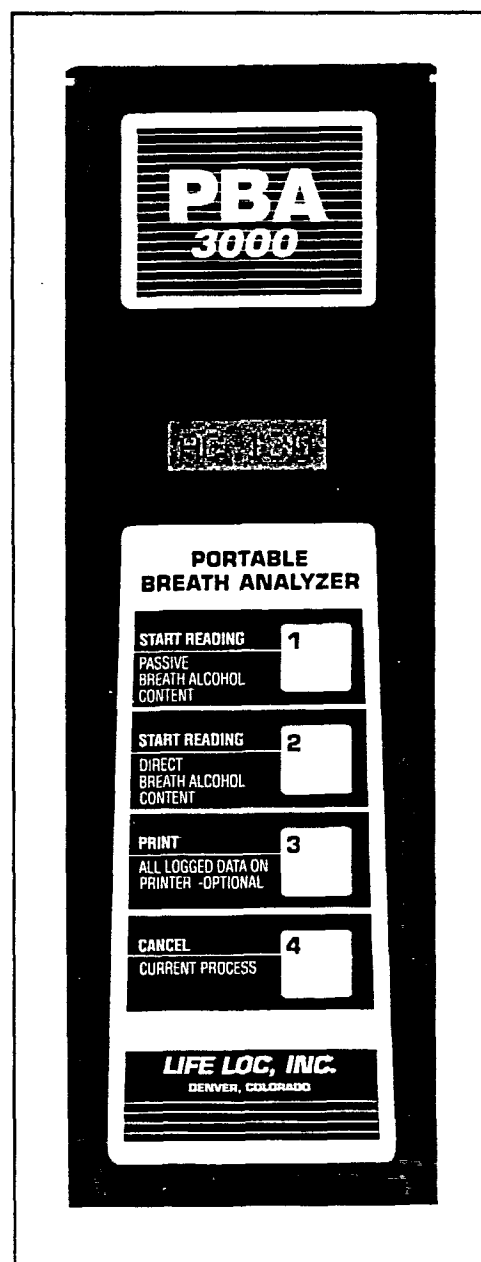 PBA
3000
PORTABLE
BREATH ANALYZER
START READING
1
PASSIVE
BREATH ALCOHOL
CONTENT
START READING
2
DIRECT
BREATH ALCOHOL
CONTENT
PRINT
3
ALL LOGGED DATA ON
PRINTER -OPTIONAL
CANCEL
4
CURRENT PROCESS
LIFE LOC, INC.
DENVER, COLORADO